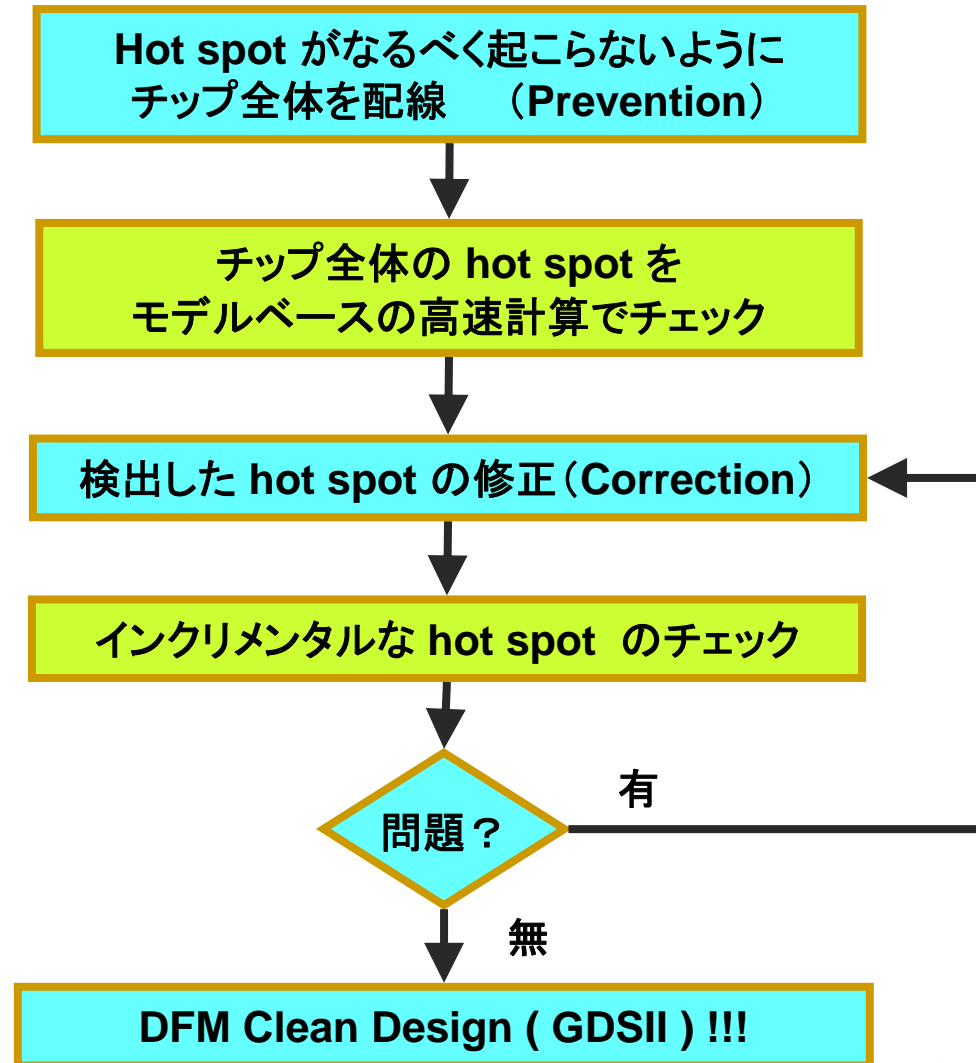 Hot spot がなるべく起こらないように
チップ全体を配線　（Prevention）
チップ全体の hot spot を
モデルベースの高速計算でチェック
検出した hot spot の修正（Correction）
インクリメンタルな hot spot のチェック
問題？
有
無
DFM Clean Design ( GDSII ) !!!